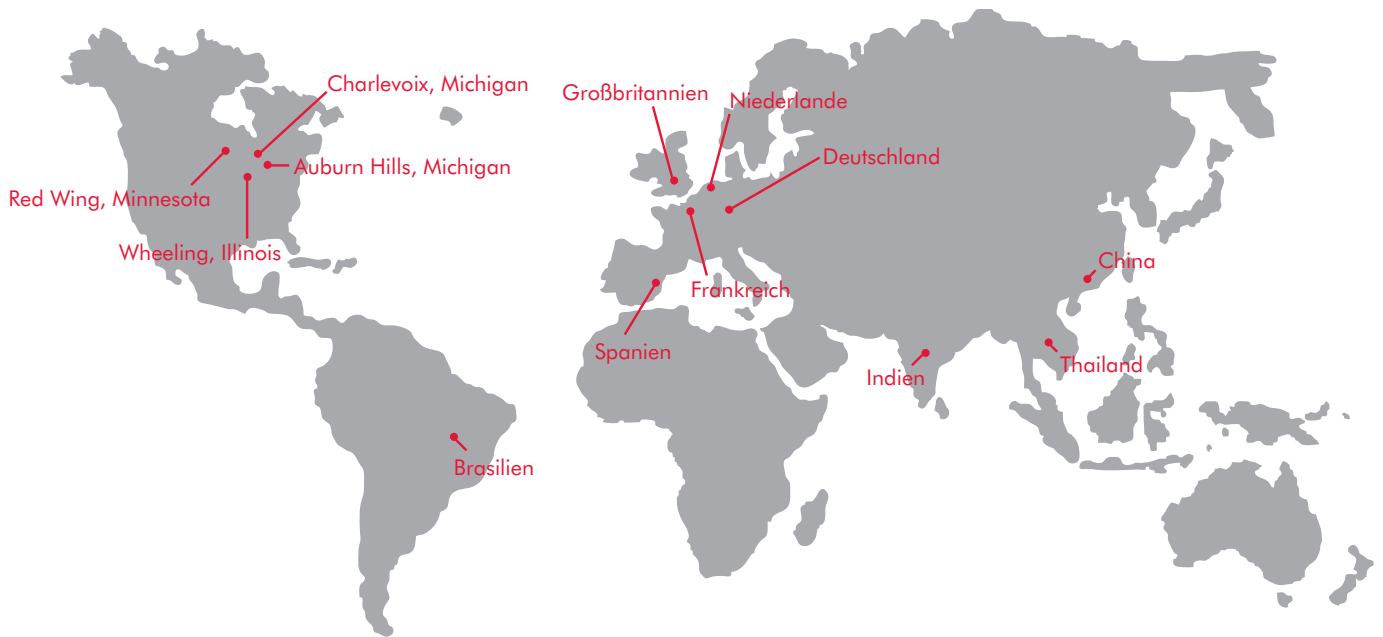 Charlevoix, Michigan
Großbritannien
Niederlande
Deutschland
Auburn Hills, Michigan
Red Wing, Minnesota
Wheeling, Illinois
China
Frankreich
Spanien
Thailand
Indien
Brasilien